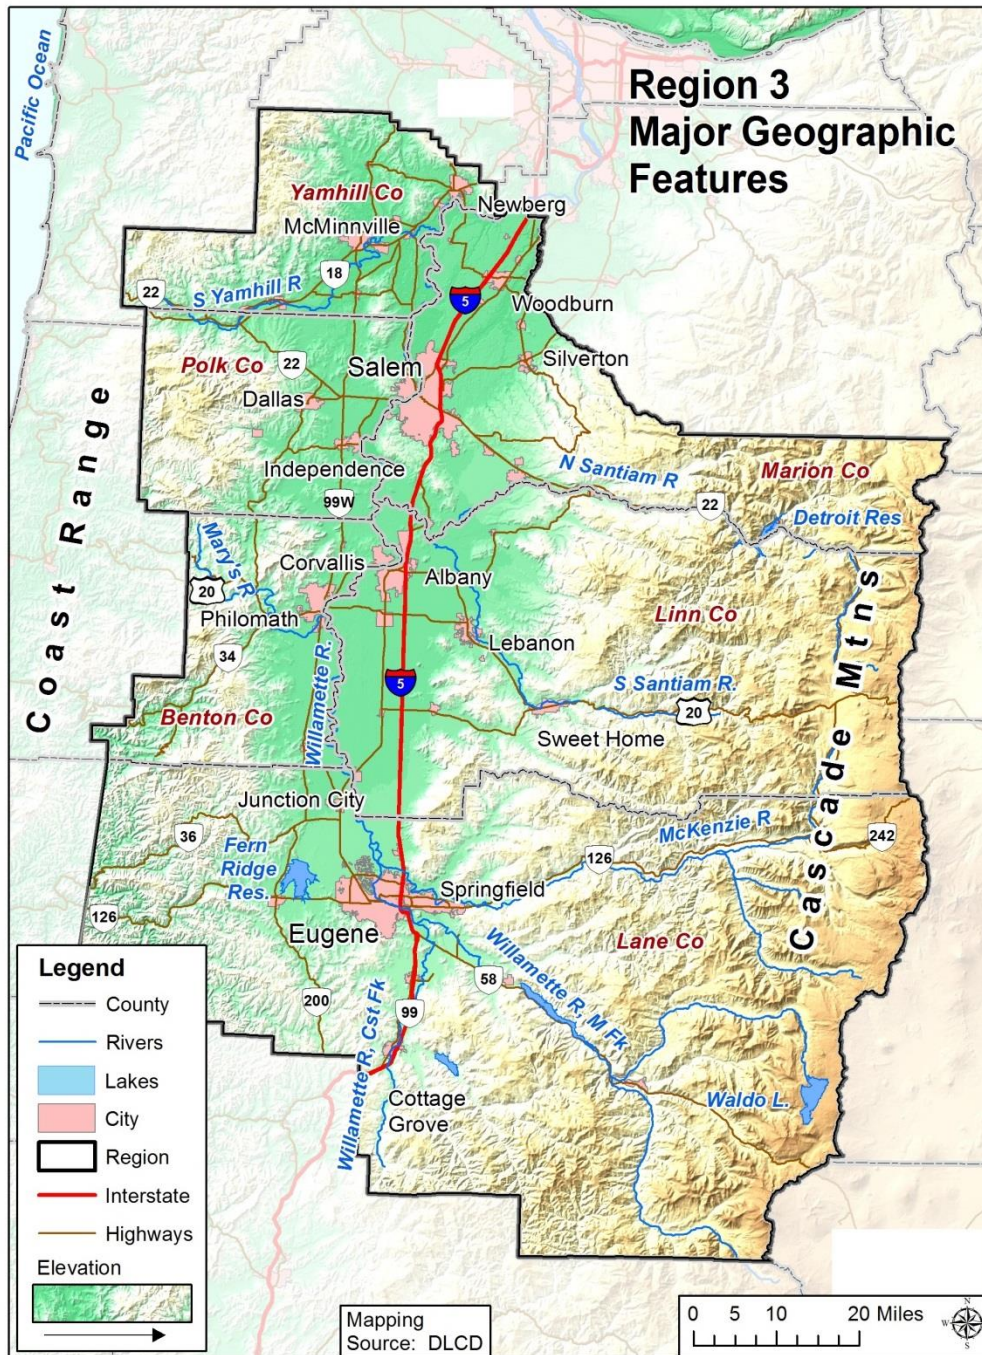 Region 3
Major Geographic
Features
Pacific Ocean
Yamhill Co
Newberg
McMinnville
18
S Yamhill R
22
5
Woodburn
Polk Co
22
Salem
Silverton
Dallas
Coast Range
Independence
N Santiam R
Marion Co
99W
22
Detroit Res
Mary's R
Corvallis
Albany
20
Philomath
Linn Co
Lebanon
34
Willamette R.
5
S Santiam R.
20
Cascade Mtns
Benton Co
Sweet Home
Junction City
McKenzie R
36
Fern
Ridge
Res.
126
242
Springfield
126
Eugene
Lane Co
Willamette R, M Fk
58
200
99
Willamette R, Cst Fk
Waldo L.
Cottage
Grove
Legend
County
Rivers
Lakes
City
Region
Interstate
Highways
Elevation
Mapping
Source: DLCD
0 5 10 20 Miles
N
W E
S